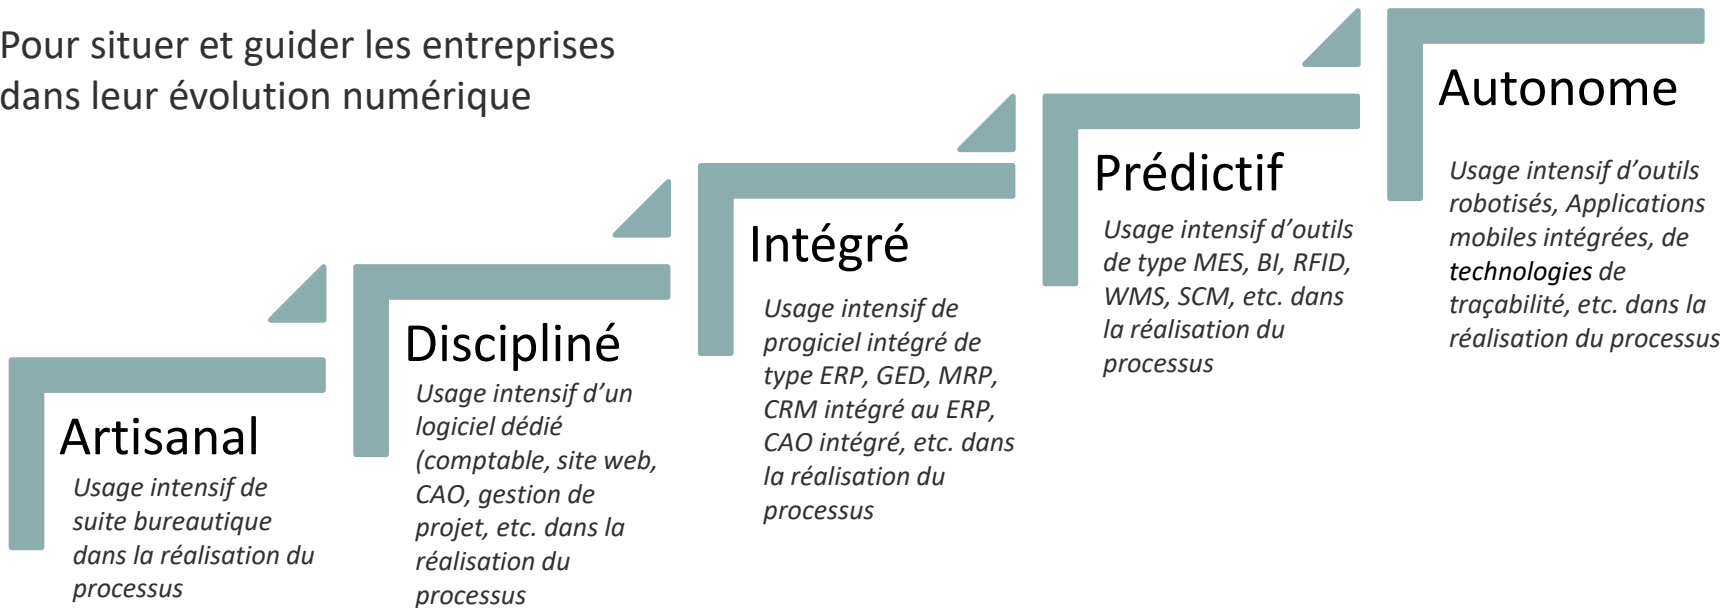 Pour situer et guider les entreprises
dans leur évolution numérique
Artisanal
Usage intensif de
suite bureautique
dans la réalisation du
processus
Discipliné
Usage intensif d’un
logiciel dédié
(comptable, site web,
CAO, gestion de
projet, etc. dans la
réalisation du
processus
Intégré
Usage intensif de
progiciel intégré de
type ERP, GED, MRP,
CRM intégré au ERP,
CAO intégré, etc. dans
la réalisation du
processus
Prédictif
Usage intensif d’outils
de type MES, BI, RFID,
WMS, SCM, etc. dans
la réalisation du
processus
Autonome
Usage intensif d’outils
robotisés, Applications
mobiles intégrées, de
technologies de
traçabilité, etc. dans la
réalisation du processus